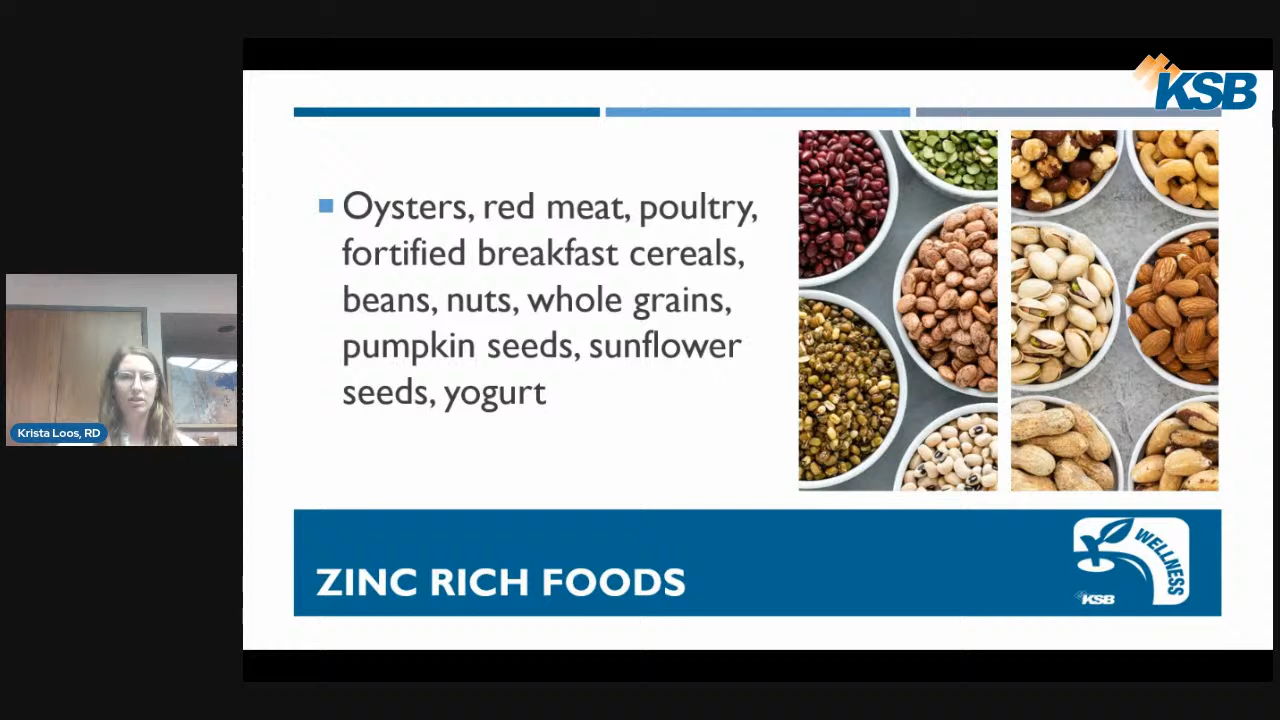 KSB
Oysters, red meat, poultry,
fortified breakfast cereals,
beans, nuts, whole grains,
pumpkin seeds, sunflower
seeds, yogurt
Krista Loos, RD
ZINC RICH FOODS
WELLNESS
KSB